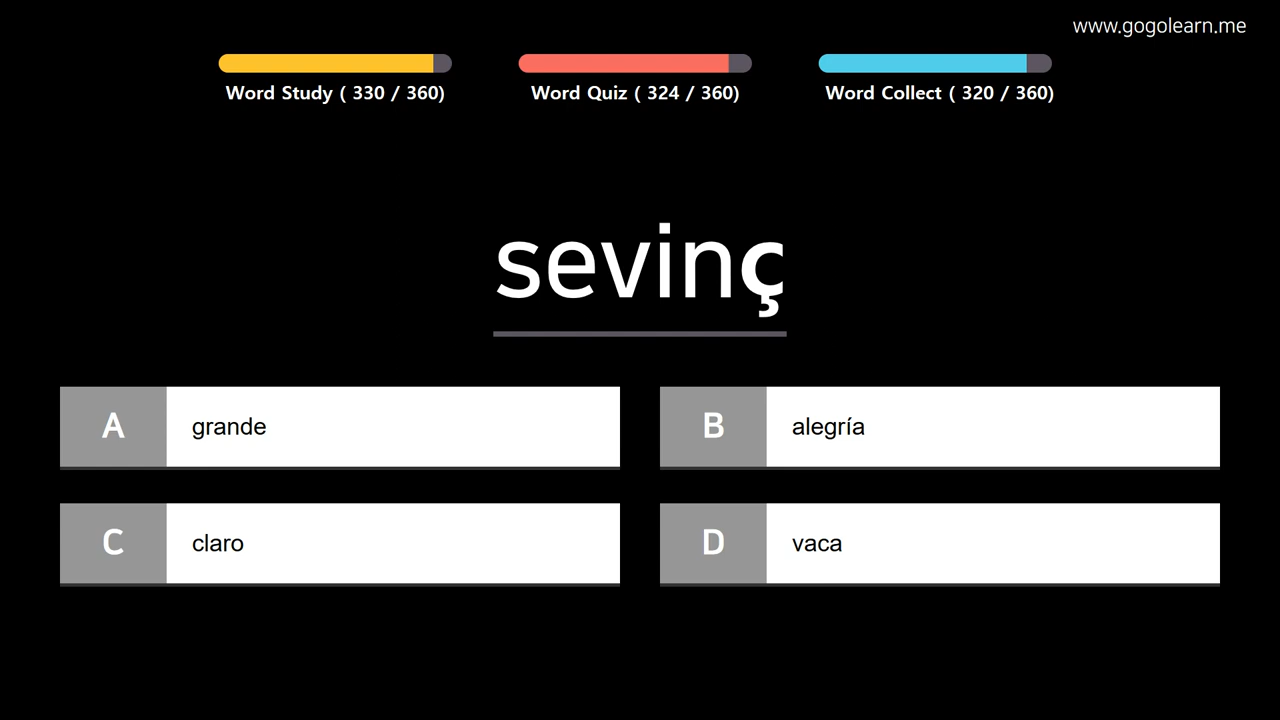 www.gogolearn.me
Word Study ( 330 / 360)
Word Quiz ( 324 / 360)
Word Collect ( 320 / 360)
sevinç
A grande
B alegría
C claro
D vaca